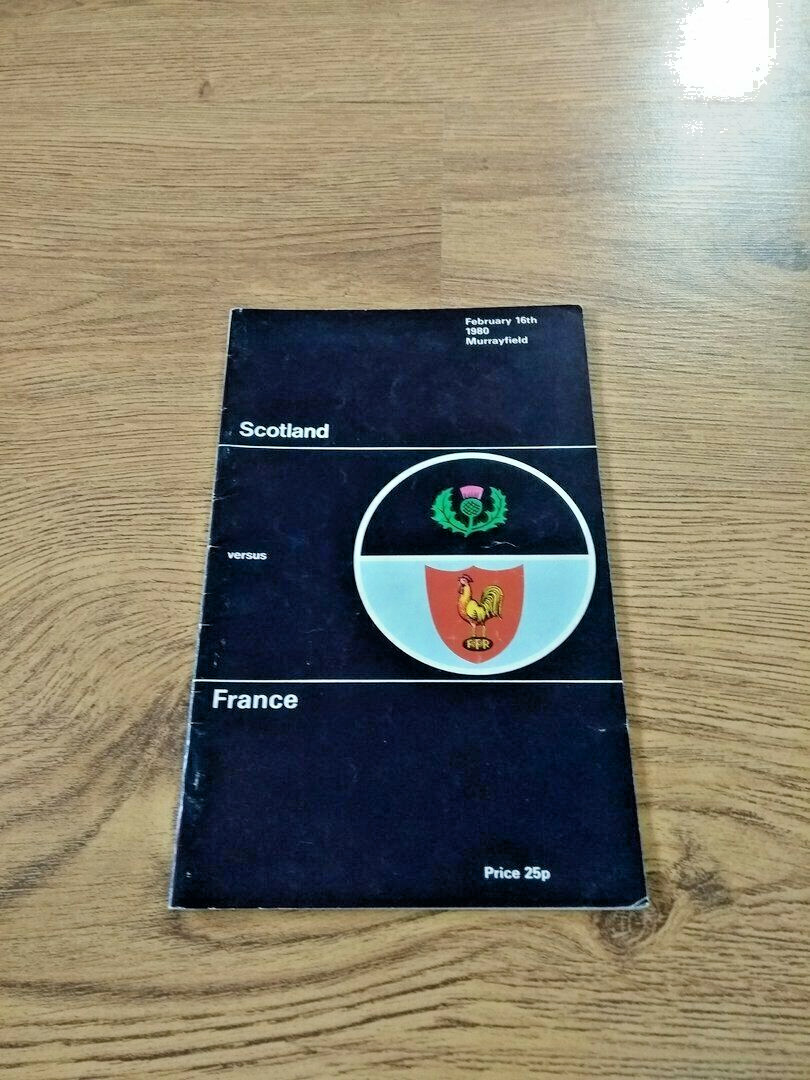 February 16th
1980
Murrayfield
Scotland
versus
FFR
France
Price 25p